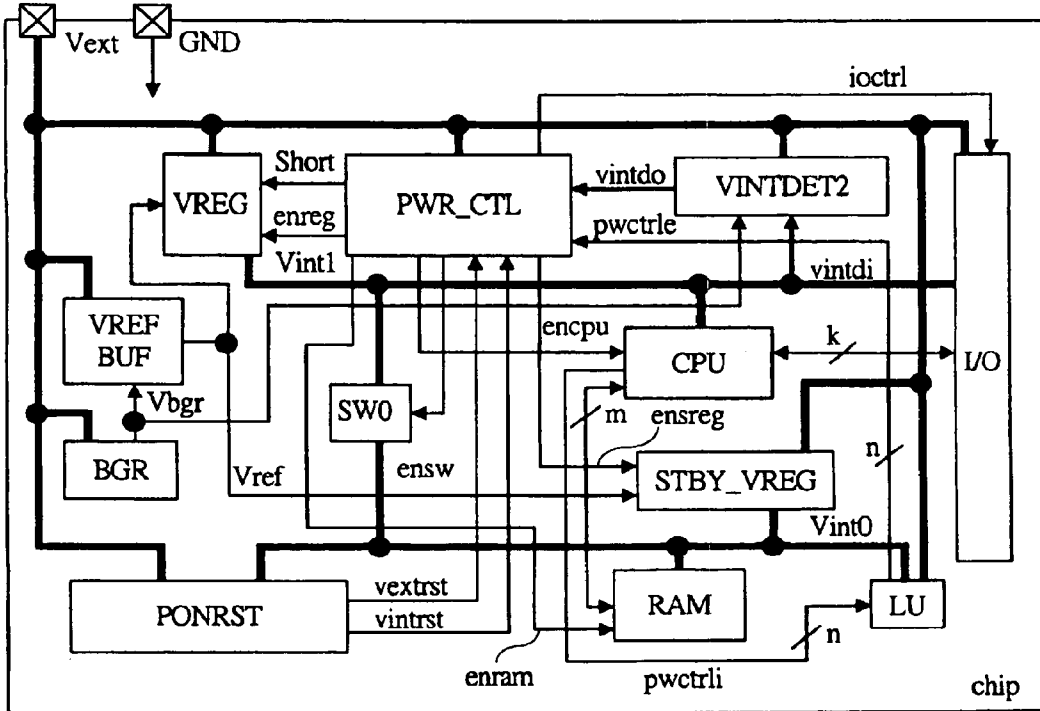 Vext GND
ioctrl
VREG
Short
enreg
PWR_CTL
vintdo
VINTDET2
pwctrle
Vint1
vintdi
VREF
BUF
encpu
CPU
k
I/O
Vbgr
SW0
m
ensreg
BGR
Vref
ensw
STBY_VREG
n
Vint0
PONRST
vextrst
vintrst
RAM
LU
n
enram
pwctrli
chip